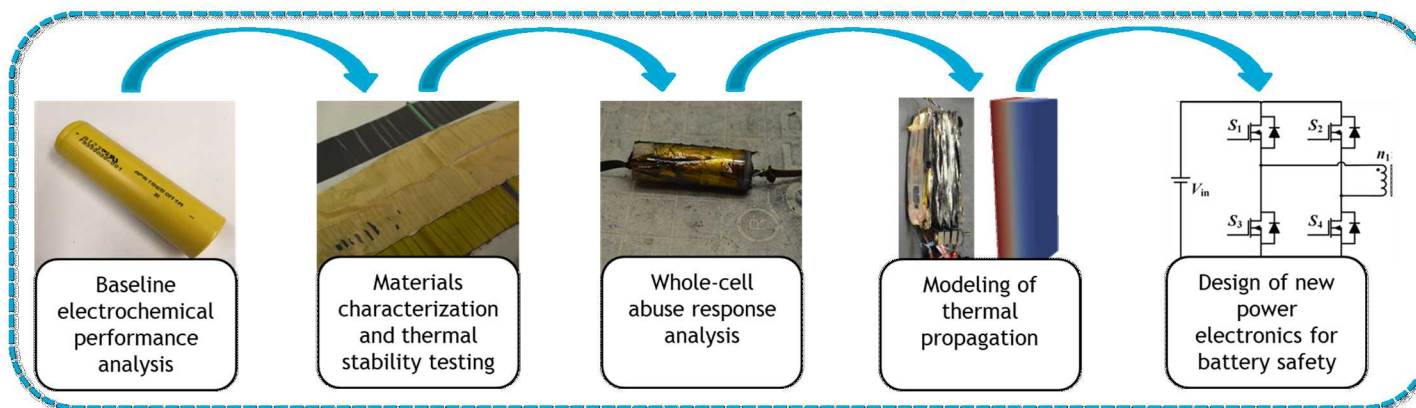 Baseline
electrochemical
performance
analysis
Materials
characterization
and thermal
stability testing
Whole-cell
abuse response
analysis
Modeling of
thermal
propagation
S1
S2
n1
Vin
S3
S4
Design of new
power
electronics for
battery safety